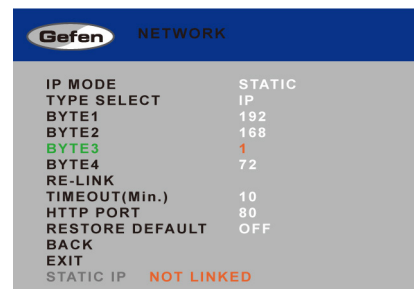 Gefen NETWORK
IP MODE STATIC
TYPE SELECT IP
BYTE1 192
BYTE2 168
BYTE3 1
BYTE4 72
RE-LINK
TIMEOUT(Min.) 10
HTTP PORT 80
RESTORE DEFAULT OFF
BACK
EXIT
STATIC IP NOT LINKED